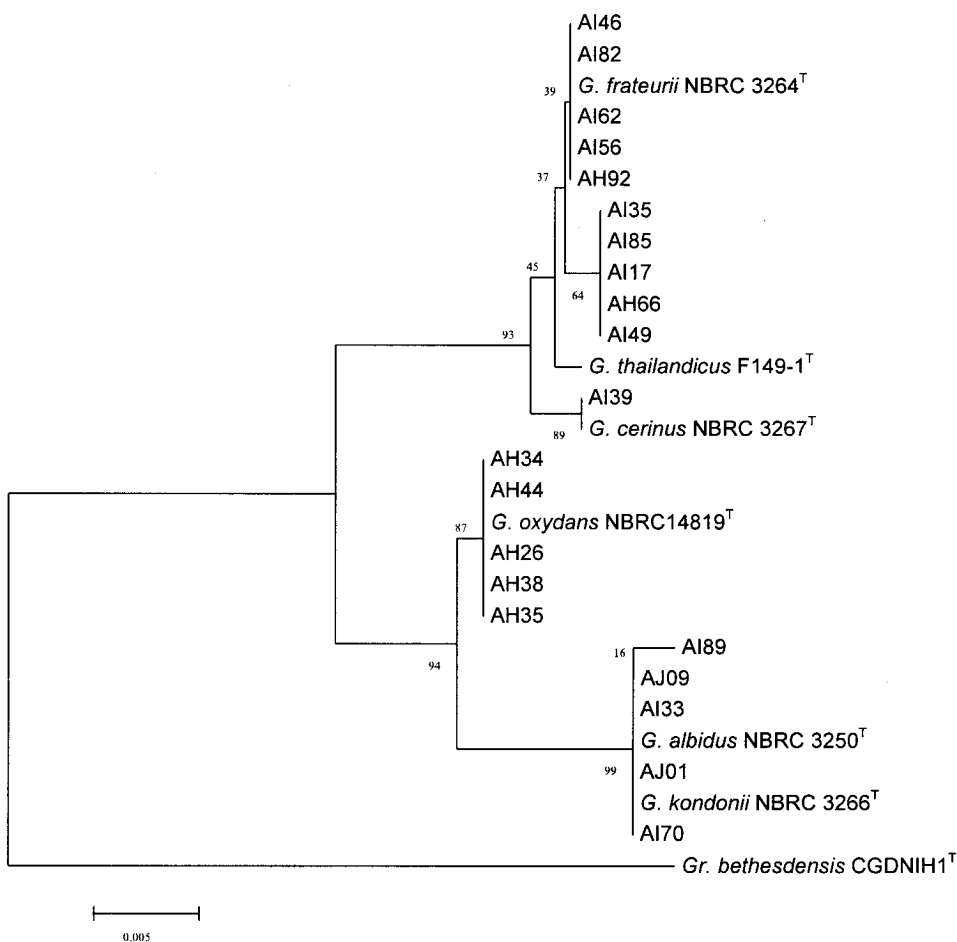 AI46
AI82
G. frateurii NBRC 3264T
39
AI62
AI56
37
AH92
AI35
AI85
45
AI17
64
AH66
AI49
93
G. thailandicus F149-1T
AI39
89
G. cerinus NBRC 3267T
AH34
AH44
87
G. oxydans NBRC14819T
AH26
AH38
AH35
16
AI89
94
AJ09
AI33
G. albidus NBRC 3250T
99
AJ01
G. kondonii NBRC 3266T
AI70
Gr. bethesdensis CGDNIH1T
0.005